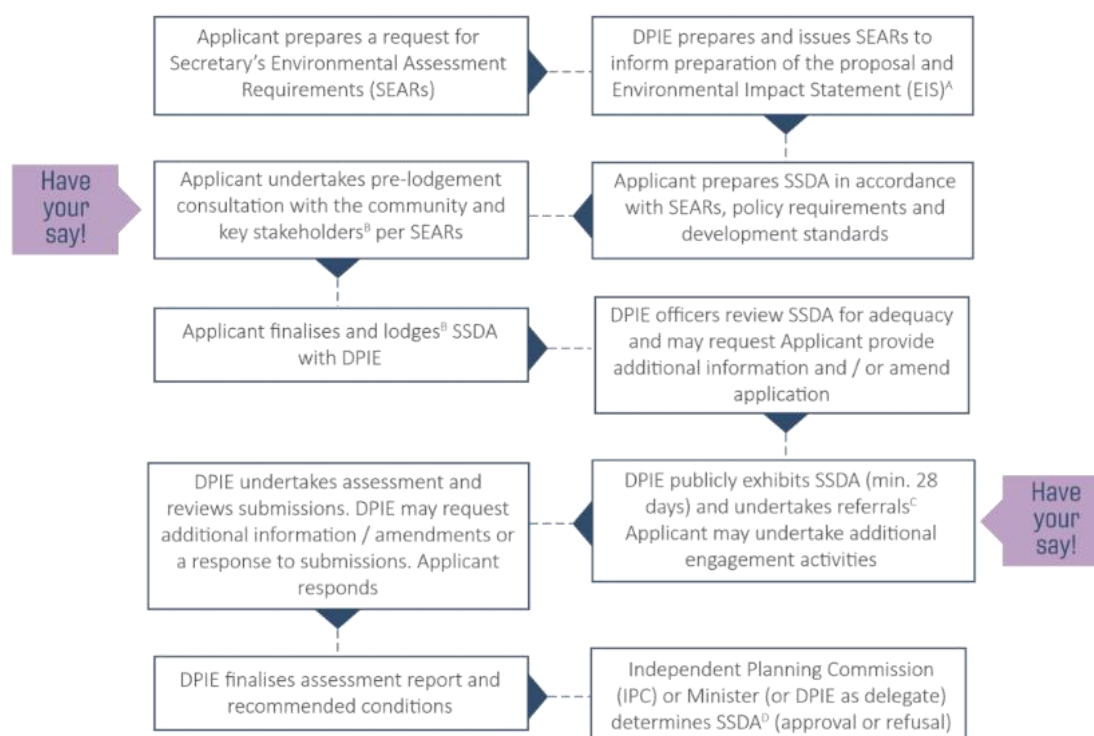 Applicant prepares a request for
Secretary's Environmental Assessment
Requirements (SEARs)
DPIE prepares and issues SEARs to
inform preparation of the proposal and
Environmental Impact Statement (EIS)ᴬ
Applicant prepares SSDA in accordance
with SEARs, policy requirements and
development standards
Have
your
say!
Applicant undertakes pre-lodgement
consultation with the community and
key stakeholdersᴮ per SEARs
Applicant finalises and lodgesᴮ SSDA
with DPIE
DPIE officers review SSDA for adequacy
and may request Applicant provide
additional information and / or amend
application
DPIE publicly exhibits SSDA (min. 28
days) and undertakes referralsᶜ
Applicant may undertake additional
engagement activities
Have
your
say!
DPIE undertakes assessment and
reviews submissions. DPIE may request
additional information / amendments or
a response to submissions. Applicant
responds
DPIE finalises assessment report and
recommended conditions
Independent Planning Commission
(IPC) or Minister (or DPIE as delegate)
determines SSDAᴰ (approval or refusal)